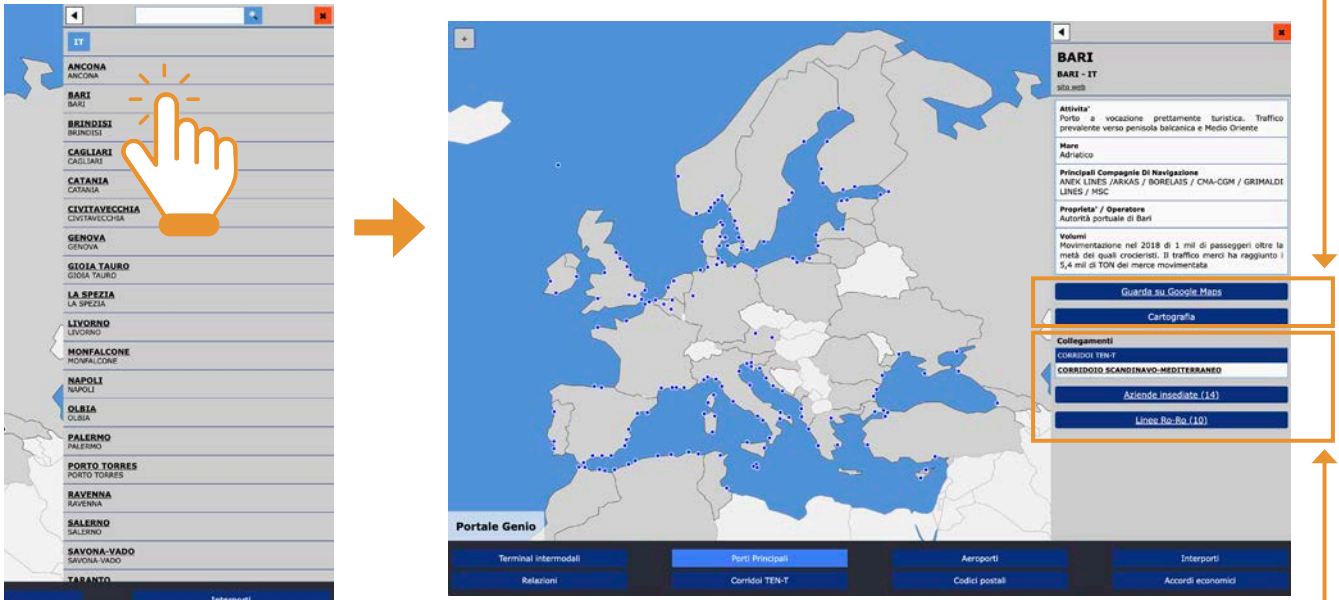 IT
ANCONA
ANCONA
BARI
BARI
BRINDISI
BRINDISI
CAGLIARI
CAGLIARI
CATANIA
CATANIA
CIVITAVECCHIA
CIVITAVECCHIA
GENOVA
GENOVA
GIOIA TAURO
GIOIA TAURO
LA SPEZIA
LA SPEZIA
LIVORNO
LIVORNO
MONFALCONE
MONFALCONE
NAPOLI
NAPOLI
OLBIA
OLBIA
PALERMO
PALERMO
PORTO TORRES
PORTO TORRES
RAVENNA
RAVENNA
SALERNO
SALERNO
SAVONA-VADO
SAVONA-VADO
TARANTO
Interporti
+
BARI
BARI - IT
sito web
Attivita'
Porto a vocazione prettamente turistica. Traffico
prevalente verso penisola balcanica e Medio Oriente
Mare
Adriatico
Principali Compagnie Di Navigazione
ANEK LINES /ARKAS / BORELAIS / CMA-CGM / GRIMALDI
LINES / MSC
Proprieta' / Operatore
Autorità portuale di Bari
Volumi
Movimentazione nel 2018 di 1 mil di passeggeri oltre la
metà dei quali crocieristi. Il traffico merci ha raggiunto i
5,4 mil di TON dei merce movimentata
Guarda su Google Maps
Cartografia
Collegamenti
CORRIDOI TEN-T
CORRIDOIO SCANDINAVO-MEDITERRANEO
Aziende insediate (14)
Linee Ro-Ro (10)
Portale Genio
Terminal intermodali
Porti Principali
Aeroporti
Interporti
Relazioni
Corridoi TEN-T
Codici postali
Accordi economici